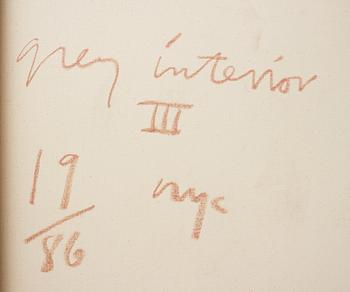 grey interior
III
19 nyc
/
86